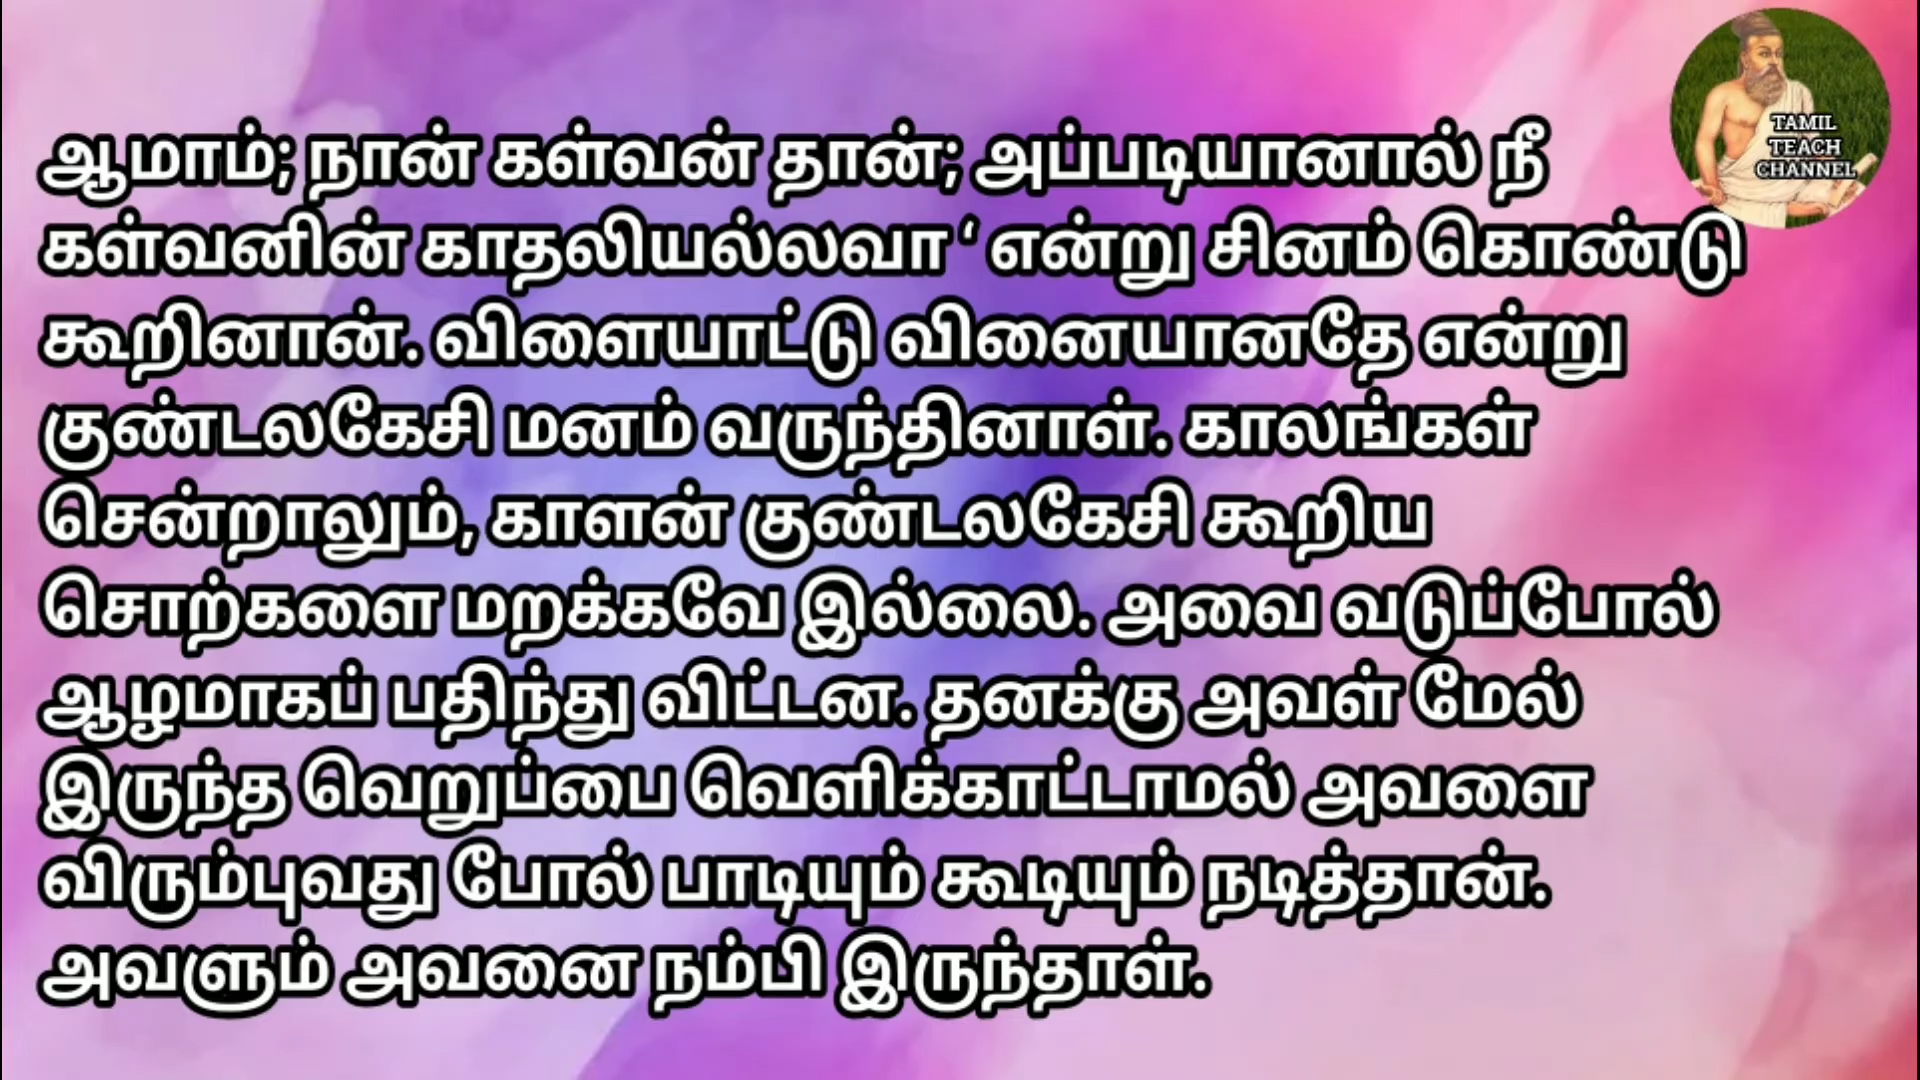 ஆமாம்; நான் கள்வன் தான்; அப்படியானால் நீ
கள்வனின் காதலியல்லவா ‘ என்று சினம் கொண்டு
கூறினான். விளையாட்டு வினையானதே என்று
குண்டலகேசி மனம் வருந்தினாள். காலங்கள்
சென்றாலும், காளன் குண்டலகேசி கூறிய
சொற்களை மறக்கவே இல்லை. அவை வடுப்போல்
ஆழமாகப் பதிந்து விட்டன. தனக்கு அவள் மேல்
இருந்த வெறுப்பை வெளிக்காட்டாமல் அவளை
விரும்புவது போல் பாடியும் கூடியும் நடித்தான்.
அவளும் அவனை நம்பி இருந்தாள்.
TAMIL
TEACH
CHANNEL